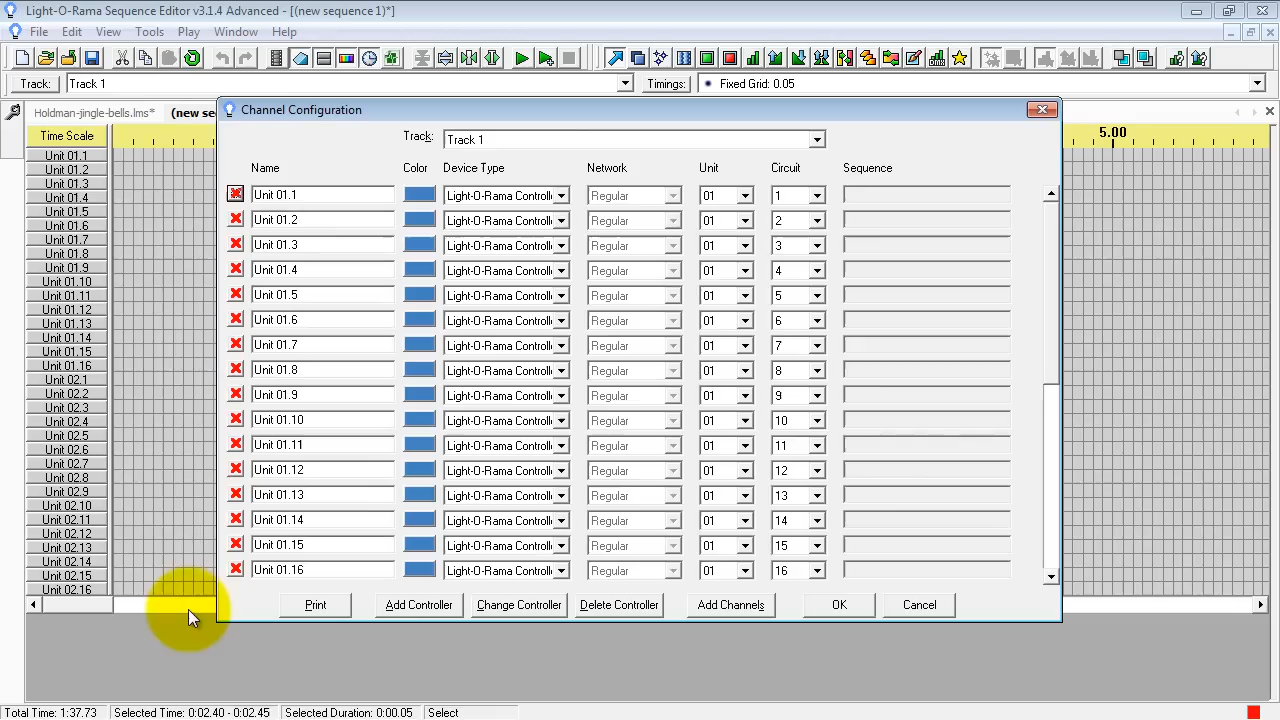 Light-O-Rama Sequence Editor v3.1.4 Advanced - [(new sequence 1)*]
File Edit View Tools Play Window Help
Track: Track 1 Timings: Fixed Grid: 0.05
Holdman-jingle-bells.lms* (new se
Channel Configuration
Track: Track 1
Name Color Device Type Network Unit Circuit Sequence
Time Scale 5.00
Unit 01.1
Unit 01.2
Unit 01.3
Unit 01.4
Unit 01.5
Unit 01.6
Unit 01.7
Unit 01.8
Unit 01.9
Unit 01.10
Unit 01.11
Unit 01.12
Unit 01.13
Unit 01.14
Unit 01.15
Unit 01.16
Unit 02.1
Unit 02.2
Unit 02.3
Unit 02.4
Unit 02.5
Unit 02.6
Unit 02.7
Unit 02.8
Unit 02.9
Unit 02.10
Unit 02.11
Unit 02.12
Unit 02.13
Unit 02.14
Unit 02.15
Unit 02.16
Unit 01.1 Light-O-Rama Controll Regular 01 1
Unit 01.2 Light-O-Rama Controll Regular 01 2
Unit 01.3 Light-O-Rama Controll Regular 01 3
Unit 01.4 Light-O-Rama Controll Regular 01 4
Unit 01.5 Light-O-Rama Controll Regular 01 5
Unit 01.6 Light-O-Rama Controll Regular 01 6
Unit 01.7 Light-O-Rama Controll Regular 01 7
Unit 01.8 Light-O-Rama Controll Regular 01 8
Unit 01.9 Light-O-Rama Controll Regular 01 9
Unit 01.10 Light-O-Rama Controll Regular 01 10
Unit 01.11 Light-O-Rama Controll Regular 01 11
Unit 01.12 Light-O-Rama Controll Regular 01 12
Unit 01.13 Light-O-Rama Controll Regular 01 13
Unit 01.14 Light-O-Rama Controll Regular 01 14
Unit 01.15 Light-O-Rama Controll Regular 01 15
Unit 01.16 Light-O-Rama Controll Regular 01 16
Print Add Controller Change Controller Delete Controller Add Channels OK Cancel
Total Time: 1:37.73 Selected Time: 0:02.40 - 0:02.45 Selected Duration: 0:00.05 Select